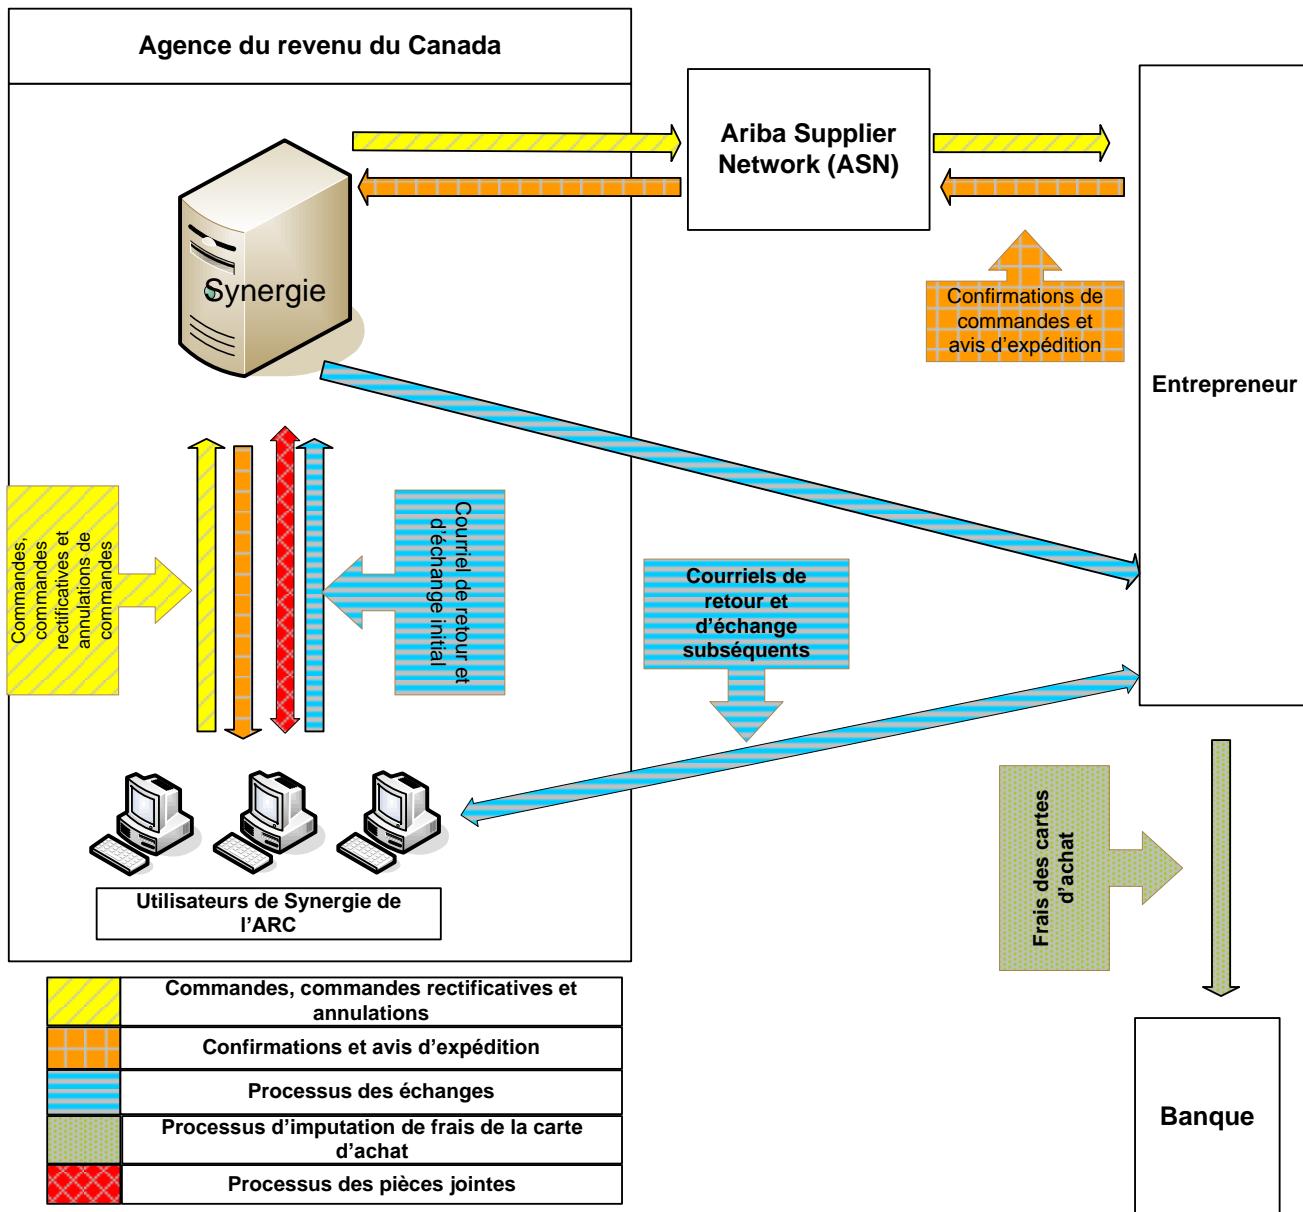 Agence du revenu du Canada
Ariba Supplier
Network (ASN)
Synergie
Confirmations de
commandes et
avis d'expédition
Entrepreneur
Commandes,
commandes
rectificatives et
annulations de
commandes
Courriel de retour et
d'échange initial
Courriels de
retour et
d'échange
subséquents
Frais des cartes
d'achat
Utilisateurs de Synergie de
l'ARC
Commandes, commandes rectificatives et
annulations
Confirmations et avis d'expédition
Processus des échanges
Processus d'imputation de frais de la carte
d'achat
Processus des pièces jointes
Banque